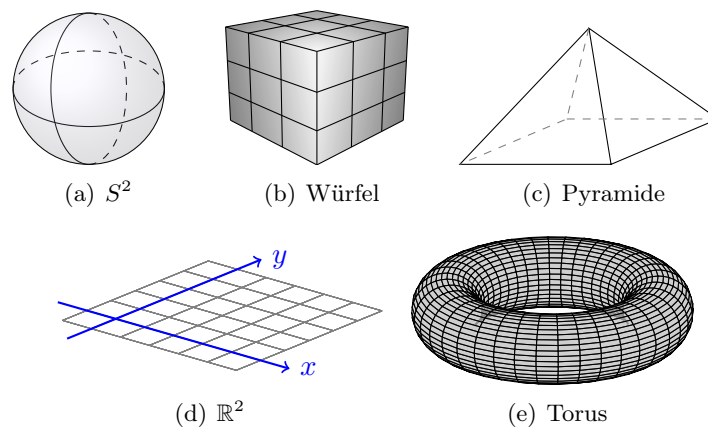 (a) S²
(b) Würfel
(c) Pyramide
y
x
(d) ℝ²
(e) Torus